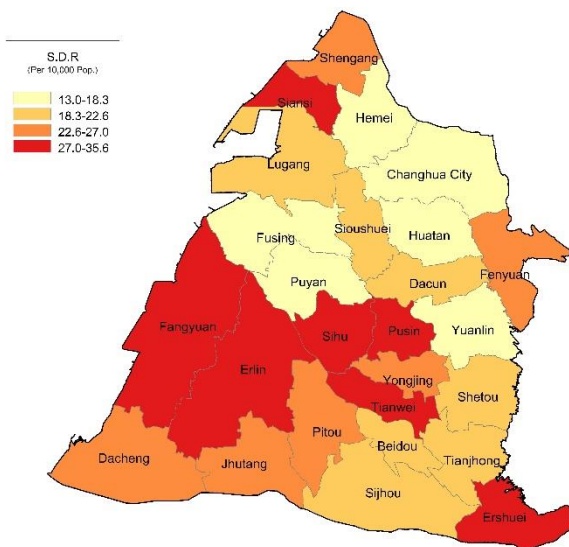 S.D.R
(Per 10,000 Pop.)
13.0-18.3
18.3-22.6
22.6-27.0
27.0-35.6
Shengang
Siansi
Hemei
Lugang
Changhua City
Sioushuei
Huatan
Fusing
Fenyuan
Puyan
Dacun
Fangyuan
Sihu
Pusin
Yuanlin
Erlin
Yongjing
Shetou
Tianwei
Pitou
Beidou
Dacheng
Jhutang
Tianjhong
Sijhou
Ershuei